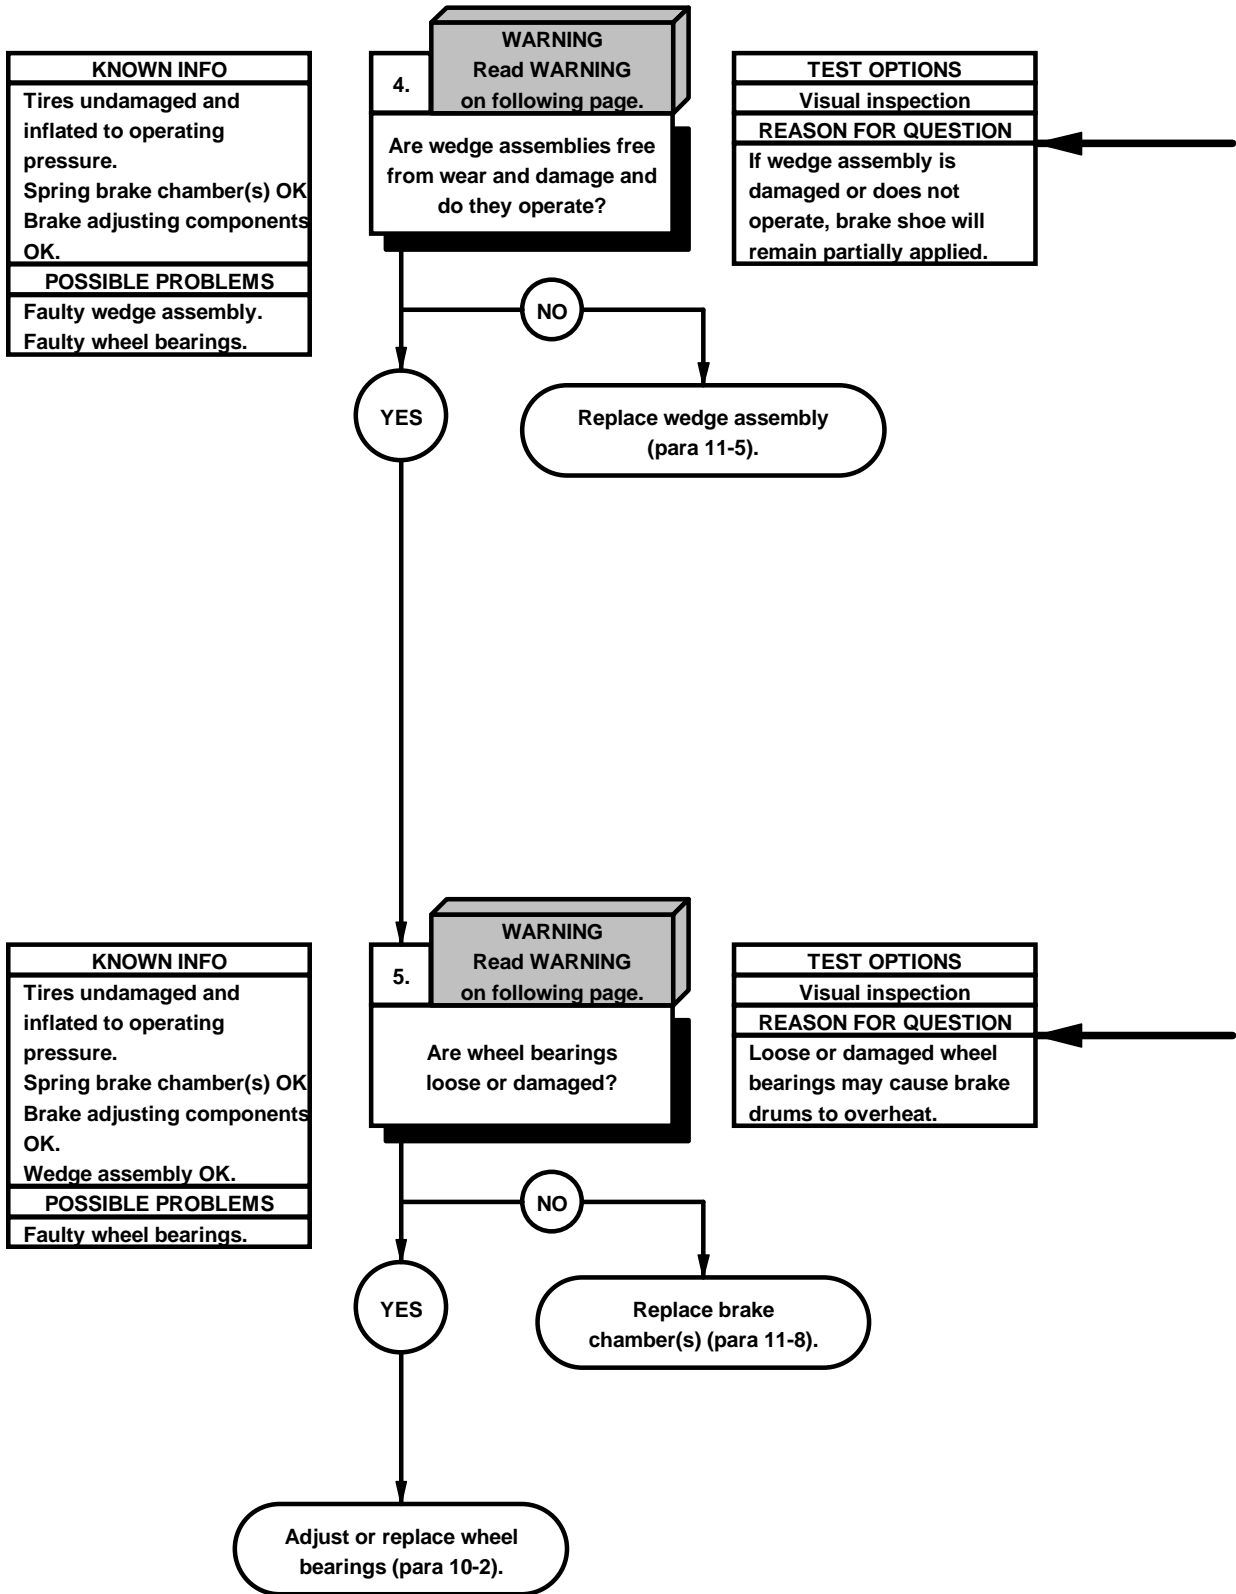 KNOWN INFO
Tires undamaged and
inflated to operating
pressure.
Spring brake chamber(s) OK
Brake adjusting components
OK.
POSSIBLE PROBLEMS
Faulty wedge assembly.
Faulty wheel bearings.
4.
WARNING
Read WARNING
on following page.
Are wedge assemblies free
from wear and damage and
do they operate?
TEST OPTIONS
Visual inspection
REASON FOR QUESTION
If wedge assembly is
damaged or does not
operate, brake shoe will
remain partially applied.
NO
YES
Replace wedge assembly
(para 11-5).
KNOWN INFO
Tires undamaged and
inflated to operating
pressure.
Spring brake chamber(s) OK
Brake adjusting components
OK.
Wedge assembly OK.
POSSIBLE PROBLEMS
Faulty wheel bearings.
5.
WARNING
Read WARNING
on following page.
Are wheel bearings
loose or damaged?
TEST OPTIONS
Visual inspection
REASON FOR QUESTION
Loose or damaged wheel
bearings may cause brake
drums to overheat.
NO
YES
Replace brake
chamber(s) (para 11-8).
Adjust or replace wheel
bearings (para 10-2).